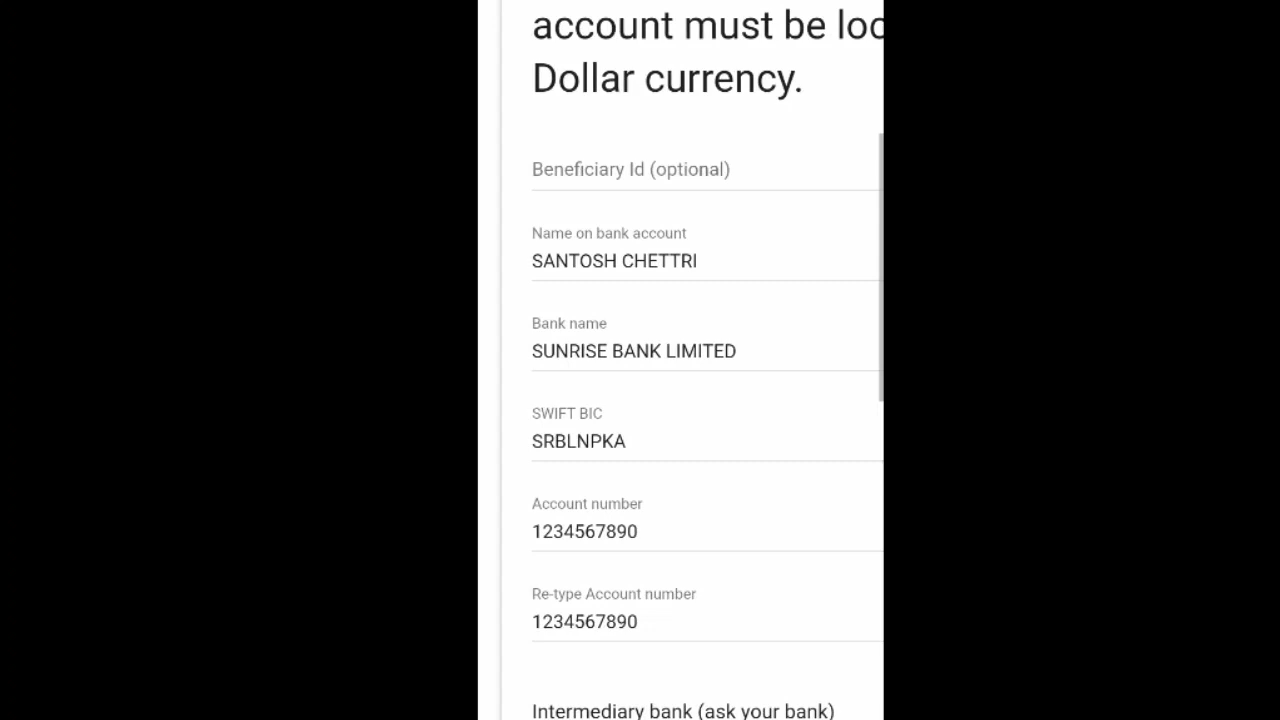 account must be loc
Dollar currency.
Beneficiary Id (optional)
Name on bank account
SANTOSH CHETTRI
Bank name
SUNRISE BANK LIMITED
SWIFT BIC
SRBLNPKA
Account number
1234567890
Re-type Account number
1234567890
Intermediary bank (ask your bank)